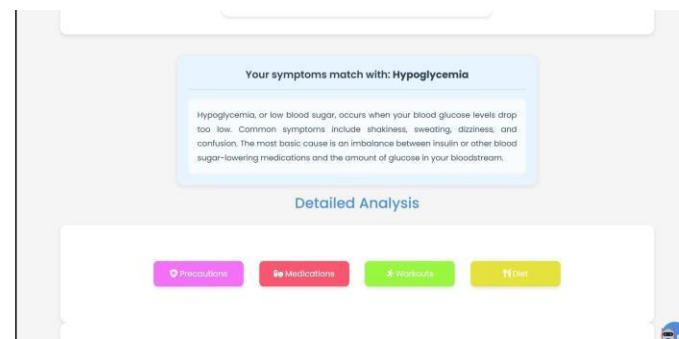 Your symptoms match with: Hypoglycemia
Hypoglycemia, or low blood sugar, occurs when your blood glucose levels drop
too low. Common symptoms include shakiness, sweating, dizziness, and
confusion. The most basic cause is an imbalance between insulin or other blood
sugar-lowering medications and the amount of glucose in your bloodstream.
Detailed Analysis
Precautions
Medications
Workouts
Diet